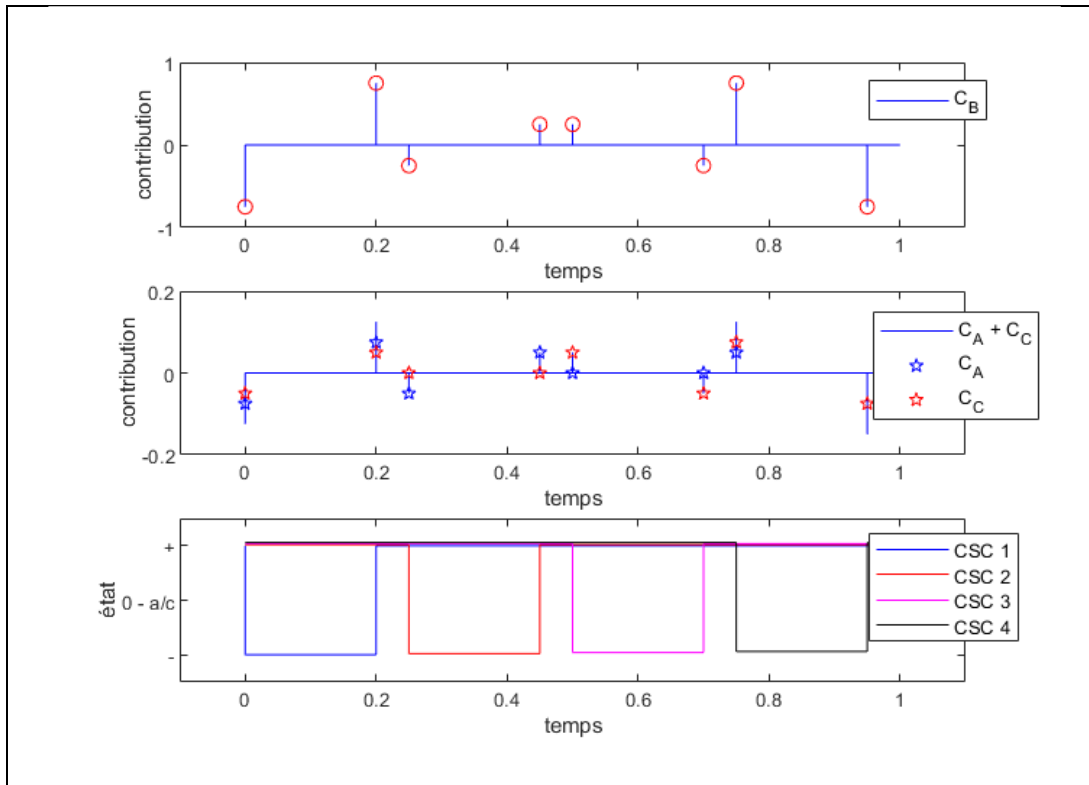 1
0
-1
contribution
0
0.2
0.4
0.6
0.8
1
temps
C_B
0.2
0
-0.2
contribution
0
0.2
0.4
0.6
0.8
1
temps
C_A + C_C
C_A
C_C
+
0 - a/c
-
état
0
0.2
0.4
0.6
0.8
1
temps
CSC 1
CSC 2
CSC 3
CSC 4